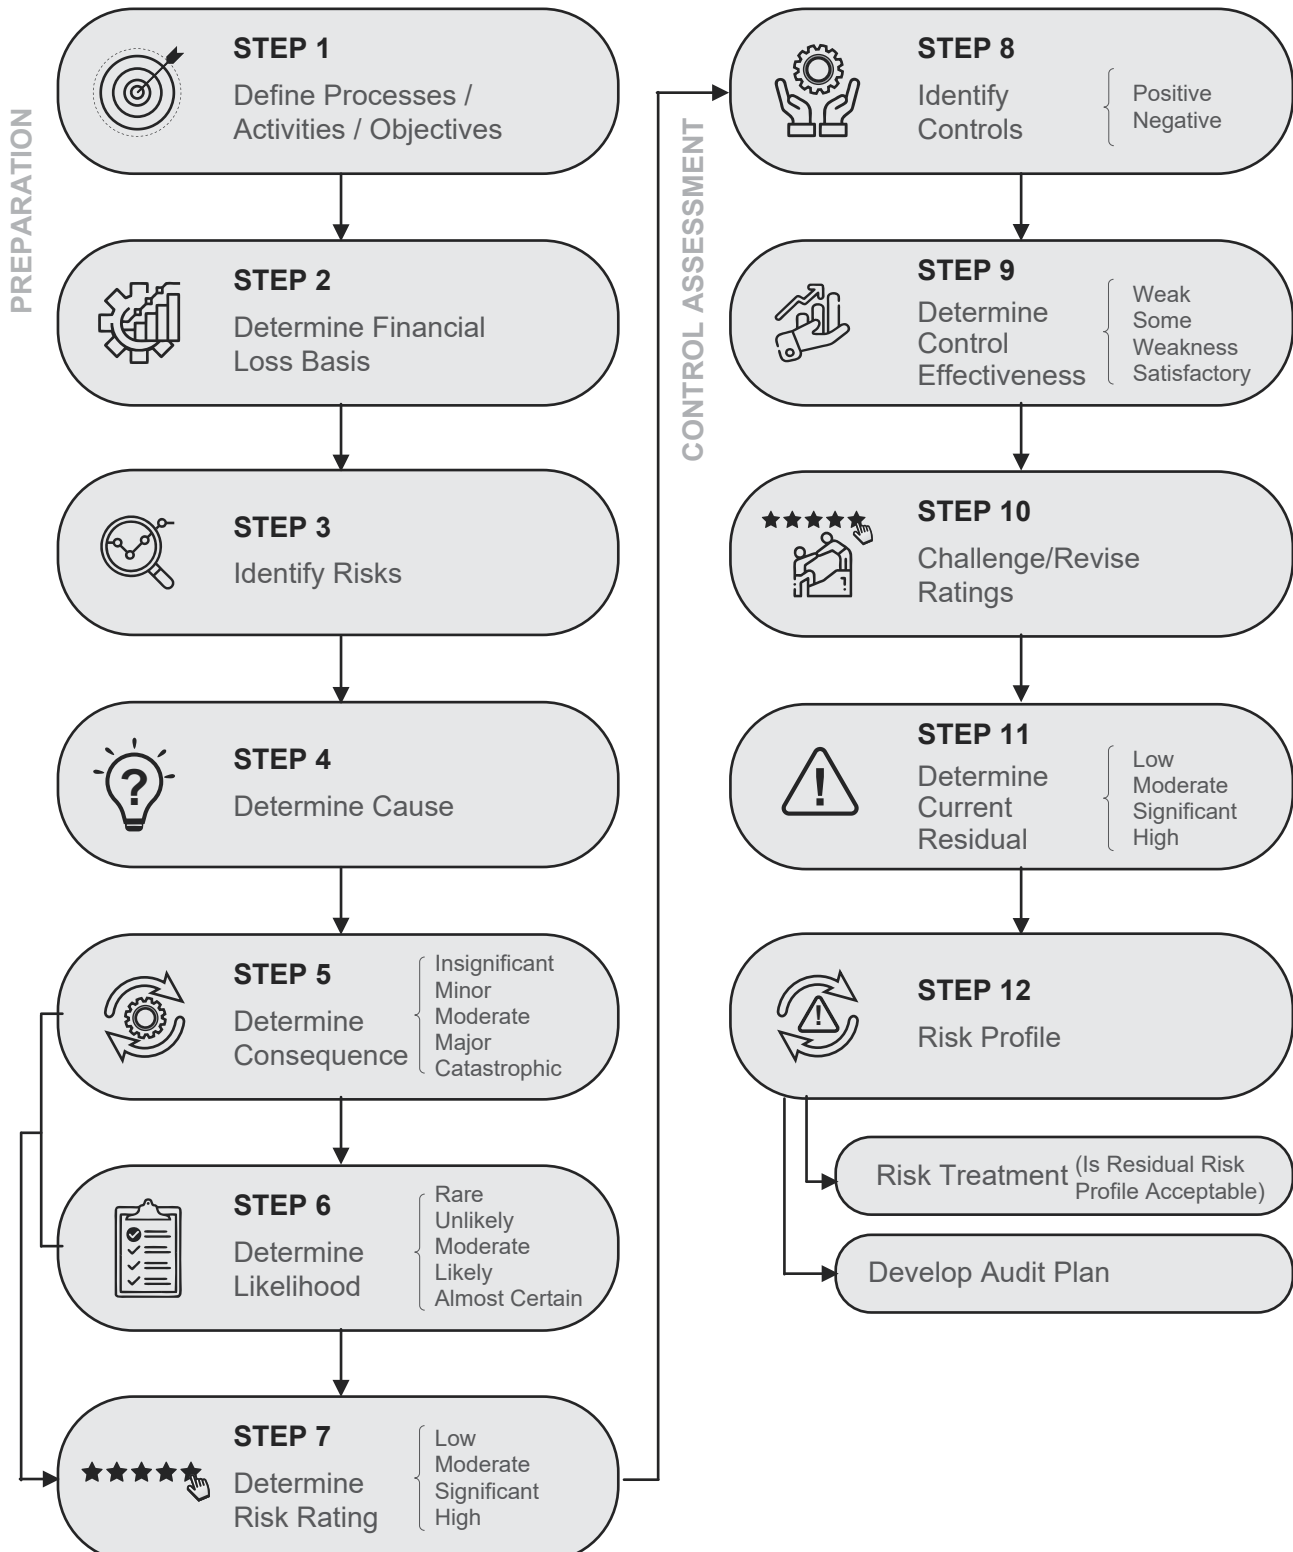 PREPARATION
STEP 1
Define Processes /
Activities / Objectives
STEP 2
Determine Financial
Loss Basis
STEP 3
Identify Risks
STEP 4
Determine Cause
STEP 5
Determine
Consequence
Insignificant
Minor
Moderate
Major
Catastrophic
STEP 6
Determine
Likelihood
Rare
Unlikely
Moderate
Likely
Almost Certain
STEP 7
Determine
Risk Rating
Low
Moderate
Significant
High
CONTROL ASSESSMENT
STEP 8
Identify
Controls
Positive
Negative
STEP 9
Determine
Control
Effectiveness
Weak
Some
Weakness
Satisfactory
STEP 10
Challenge/Revise
Ratings
STEP 11
Determine
Current
Residual
Low
Moderate
Significant
High
STEP 12
Risk Profile
Risk Treatment (Is Residual Risk
Profile Acceptable)
Develop Audit Plan